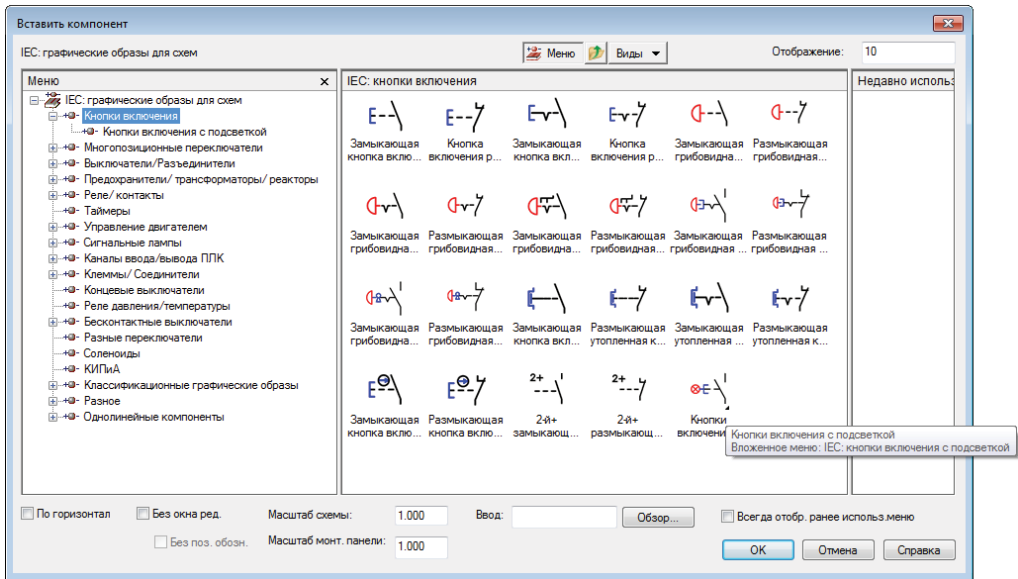 Вставить компонент
IEC: графические образы для схем
Меню
Виды
Отображение:
10
Меню
x
IEC: графические образы для схем
Кнопки включения
Кнопки включения с подсветкой
Многопозиционные переключатели
Выключатели/Разъединители
Предохранители/ трансформаторы/ реакторы
Реле/ контакты
Таймеры
Управление двигателем
Сигнальные лампы
Каналы ввода/вывода ПЛК
Клеммы/ Соединители
Концевые выключатели
Реле давления/температуры
Бесконтактные выключатели
Разные переключатели
Соленоиды
КИПиА
Классификационные графические образы
Разное
Однолинейные компоненты
IEC: кнопки включения
Замыкающая Кнопка Замыкающая Кнопка Замыкающая Размыкающая
кнопка вклю... включения р... кнопка вкл... включения р... грибовидна... грибовидная...
Замыкающая Размыкающая Замыкающая Размыкающая Замыкающая Размыкающая
грибовидна... грибовидная... грибовидна... грибовидная... грибовидная ... грибовидная ...
Замыкающая Размыкающая Замыкающая Размыкающая Замыкающая Размыкающая
грибовидна... грибовидная... кнопка вкл... утопленная к... утопленная ... утопленная к...
2+ 2+
Замыкающая Размыкающая 2-й+ 2-й+ Кнопки
кнопка вклю... кнопка вклю... замыкающ... размыкающ... включени
Кнопки включения с подсветкой
Вложенное меню: IEC: кнопки включения с подсветкой
Недавно использ
По горизонтал
Без окна ред.
Масштаб схемы:
1.000
Ввод:
Обзор...
Всегда отобр. ранее использ.меню
Без поз. обозн.
Масштаб монт. панели:
1.000
OK
Отмена
Справка